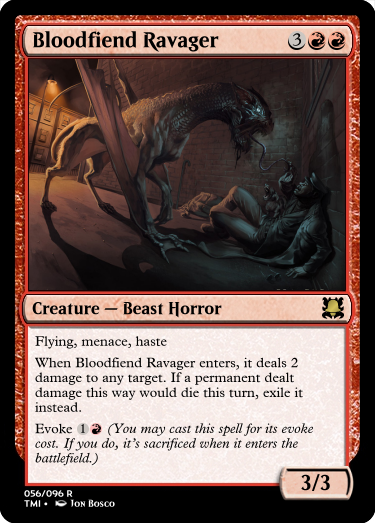 Bloodfiend Ravager 3
Creature — Beast Horror
Flying, menace, haste
When Bloodfiend Ravager enters, it deals 2
damage to any target. If a permanent dealt
damage this way would die this turn, exile it
instead.
Evoke 1 (You may cast this spell for its evoke
cost. If you do, it's sacrificed when it enters the
battlefield.)
3/3
056/096 R
TMI • Jon Bosco